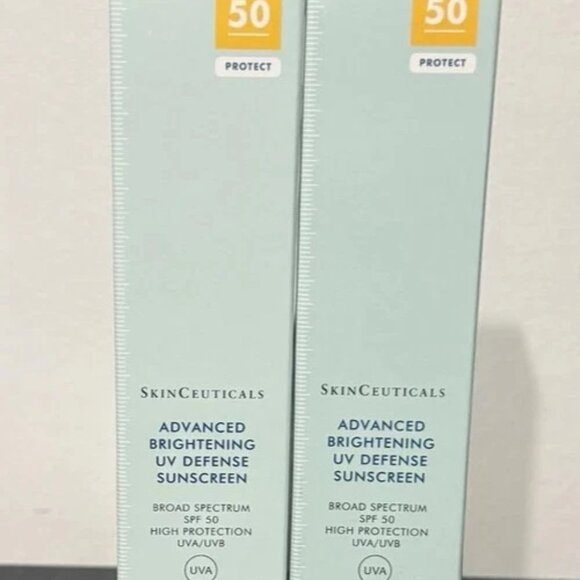 50
PROTECT
SKINCEUTICALS
ADVANCED
BRIGHTENING
UV DEFENSE
SUNSCREEN
BROAD SPECTRUM
SPF 50
HIGH PROTECTION
UVA/UVB
UVA
50
PROTECT
SKINCEUTICALS
ADVANCED
BRIGHTENING
UV DEFENSE
SUNSCREEN
BROAD SPECTRUM
SPF 50
HIGH PROTECTION
UVA/UVB
UVA